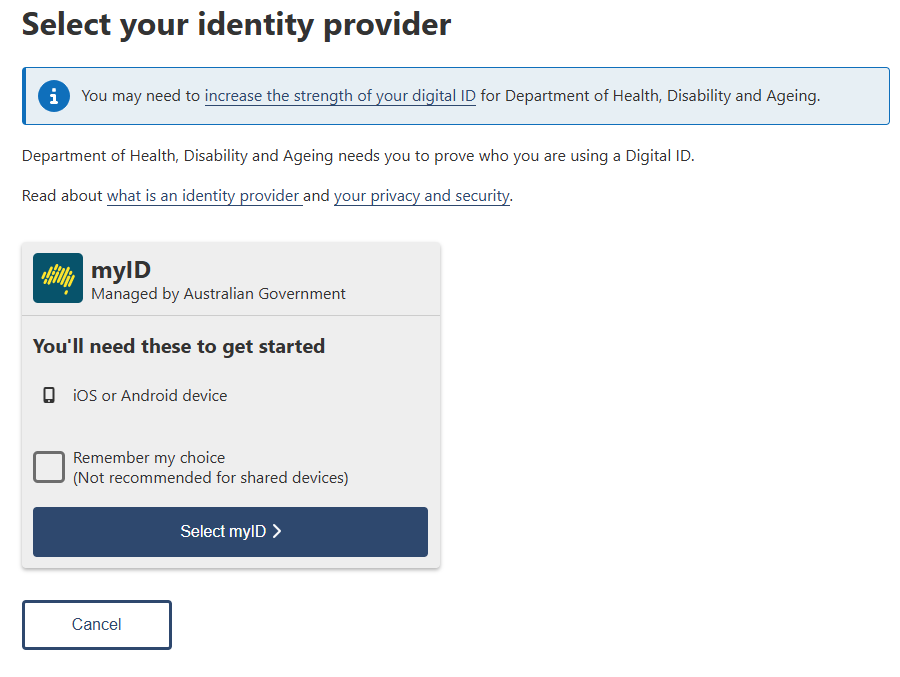 Select your identity provider
You may need to increase the strength of your digital ID for Department of Health, Disability and Ageing.
Department of Health, Disability and Ageing needs you to prove who you are using a Digital ID.
Read about what is an identity provider and your privacy and security.
myID
Managed by Australian Government
You'll need these to get started
iOS or Android device
Remember my choice
(Not recommended for shared devices)
Select myID
Cancel